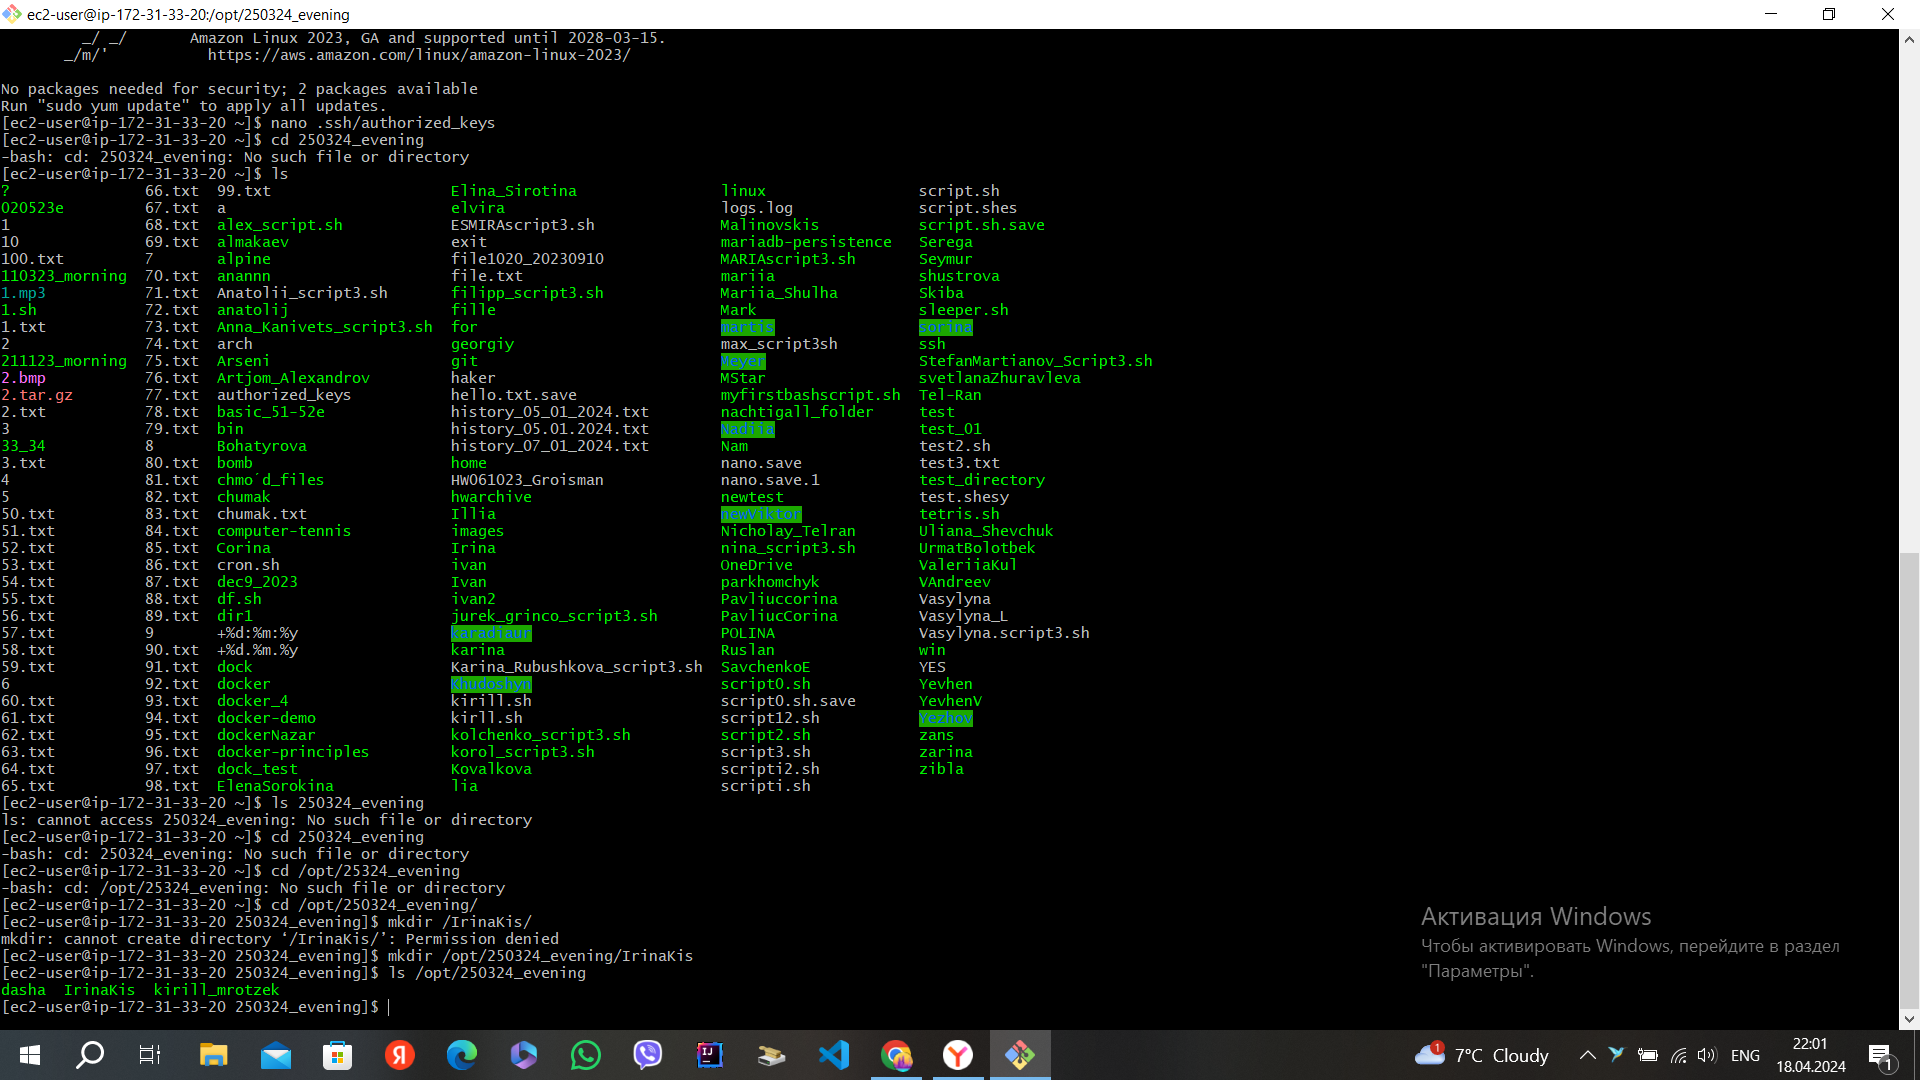 ec2-user@ip-172-31-33-20:/opt/250324_evening
_/ _/ Amazon Linux 2023, GA and supported until 2028-03-15.
_/m/' https://aws.amazon.com/linux/amazon-linux-2023/
No packages needed for security; 2 packages available
Run "sudo yum update" to apply all updates.
[ec2-user@ip-172-31-33-20 ~]$ nano .ssh/authorized_keys
[ec2-user@ip-172-31-33-20 ~]$ cd 250324_evening
-bash: cd: 250324_evening: No such file or directory
[ec2-user@ip-172-31-33-20 ~]$ ls
? 66.txt 99.txt Elina_Sirotina linux script.sh
020523e 67.txt a elvira logs.log script.shes
1 68.txt alex_script.sh ESMIRAscript3.sh Malinovskis script.sh.save
10 69.txt almakaev exit mariadb-persistence Serega
100.txt 7 alpine file1020_20230910 MARIAscript3.sh Seymur
110323_morning 70.txt anannn file.txt mariia shustrova
1.mp3 71.txt Anatolij_script3.sh filipp_script3.sh Mariia_Shulha Skiba
1.sh 72.txt anatolij fille Mark sleeper.sh
1.txt 73.txt Anna_Kanivets_script3.sh for martis sorina
2 74.txt arch georgiy max_script3sh ssh
211123_morning 75.txt Arseni git Meyer StefanMartianov_Script3.sh
2.bmp 76.txt Artjom_Alexandrov haker MStar svetlanaZhuravleva
2.tar.gz 77.txt authorized_keys hello.txt.save myfirstbashscript.sh Tel-Ran
2.txt 78.txt basic_51-52e history_05_01_2024.txt nachtigall_folder test
3 79.txt bin history_05.01.2024.txt Nadiia test_01
33_34 8 Bohatyrova history_07_01_2024.txt Nam test2.sh
3.txt 80.txt bomb home nano.save test3.txt
4 81.txt chmo´d_files HW061023_Groisman nano.save.1 test_directory
5 82.txt chumak hwarchive newtest test.shesy
50.txt 83.txt chumak.txt Illia newViktor tetris.sh
51.txt 84.txt computer-tennis images Nicholay_Telran Uliana_Shevchuk
52.txt 85.txt Corina Irina nina_script3.sh UrmatBolotbek
53.txt 86.txt cron.sh ivan OneDrive ValeriiaKul
54.txt 87.txt dec9_2023 Ivan parkhomchyk VAndreev
55.txt 88.txt df.sh ivan2 Pavliuccorina Vasylyna
56.txt 89.txt dir1 jurek_grinco_script3.sh PavliucCorina Vasylyna_L
57.txt 9 +%d:%m:%y karadiaur POLINA Vasylyna.script3.sh
58.txt 90.txt +%d.%m.%y karina Ruslan win
59.txt 91.txt dock Karina_Rubushkova_script3.sh SavchenkoE YES
6 92.txt docker Khudoshyn script0.sh Yevhen
60.txt 93.txt docker_4 kirill.sh script0.sh.save YevhenV
61.txt 94.txt docker-demo kirll.sh script12.sh Yezhov
62.txt 95.txt dockerNazar kolchenko_script3.sh script2.sh zans
63.txt 96.txt docker-principles korol_script3.sh script3.sh zarina
64.txt 97.txt dock_test Kovalkova scripti2.sh zibla
65.txt 98.txt ElenaSorokina lia scripti.sh
[ec2-user@ip-172-31-33-20 ~]$ ls 250324_evening
ls: cannot access 250324_evening: No such file or directory
[ec2-user@ip-172-31-33-20 ~]$ cd 250324_evening
-bash: cd: 250324_evening: No such file or directory
[ec2-user@ip-172-31-33-20 ~]$ cd /opt/25324_evening
-bash: cd: /opt/25324_evening: No such file or directory
[ec2-user@ip-172-31-33-20 ~]$ cd /opt/250324_evening/
[ec2-user@ip-172-31-33-20 250324_evening]$ mkdir /IrinaKis/
mkdir: cannot create directory ‘/IrinaKis/’: Permission denied
[ec2-user@ip-172-31-33-20 250324_evening]$ mkdir /opt/250324_evening/IrinaKis
[ec2-user@ip-172-31-33-20 250324_evening]$ ls /opt/250324_evening
dasha IrinaKis kirill_mrotzek
[ec2-user@ip-172-31-33-20 250324_evening]$
Активация Windows
Чтобы активировать Windows, перейдите в раздел
"Параметры".
1 7°C Cloudy ENG 22:01
18.04.2024 1